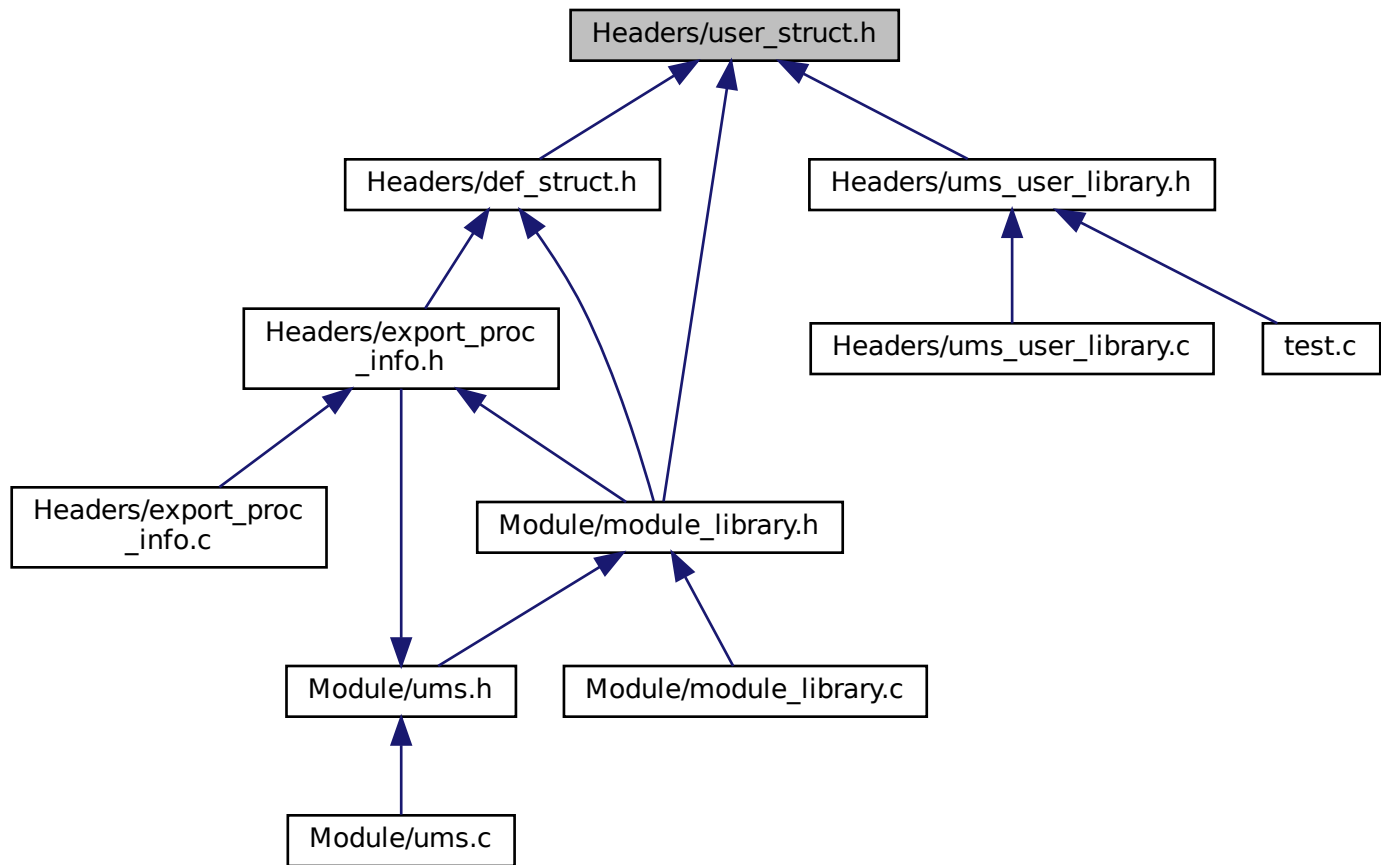 Headers/user_struct.h
Headers/def_struct.h
Headers/ums_user_library.h
Headers/export_proc
_info.h
Headers/ums_user_library.c
test.c
Headers/export_proc
_info.c
Module/module_library.h
Module/ums.h
Module/module_library.c
Module/ums.c